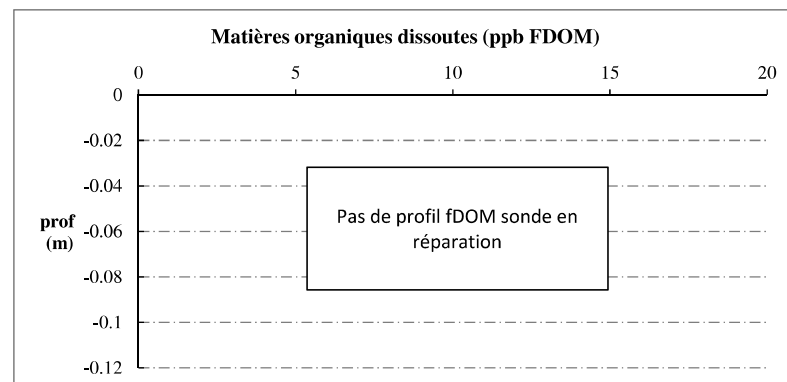 Matières organiques dissoutes (ppb FDOM)
0 5 10 15 20
0
-0.02
-0.04
prof
(m)
-0.06
-0.08
-0.1
-0.12
Pas de profil fDOM sonde en
réparation